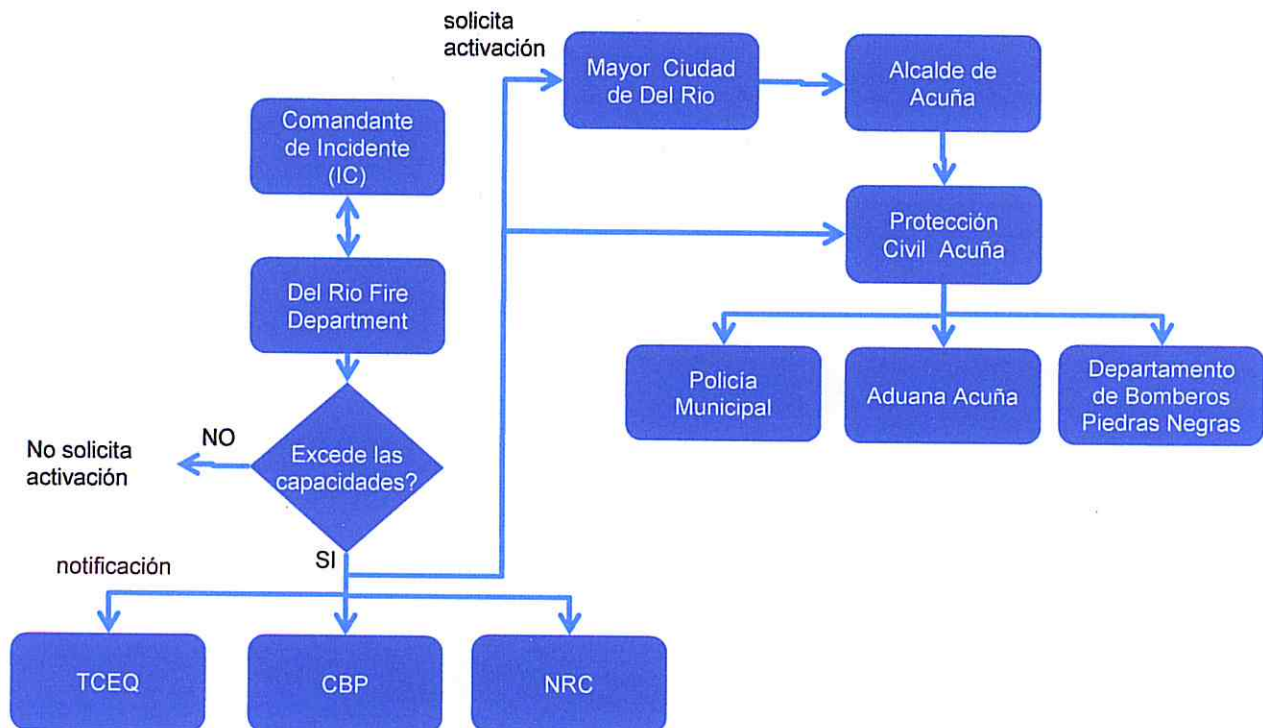 solicita
activación
Mayor Ciudad
de Del Rio
Alcalde de
Acuña
Comandante
de Incidente
(IC)
Protección
Civil Acuña
Del Rio Fire
Department
Policía
Municipal
Aduana Acuña
Departamento
de Bomberos
Piedras Negras
NO
No solicita
activación
Excede las
capacidades?
SI
notificación
TCEQ
CBP
NRC